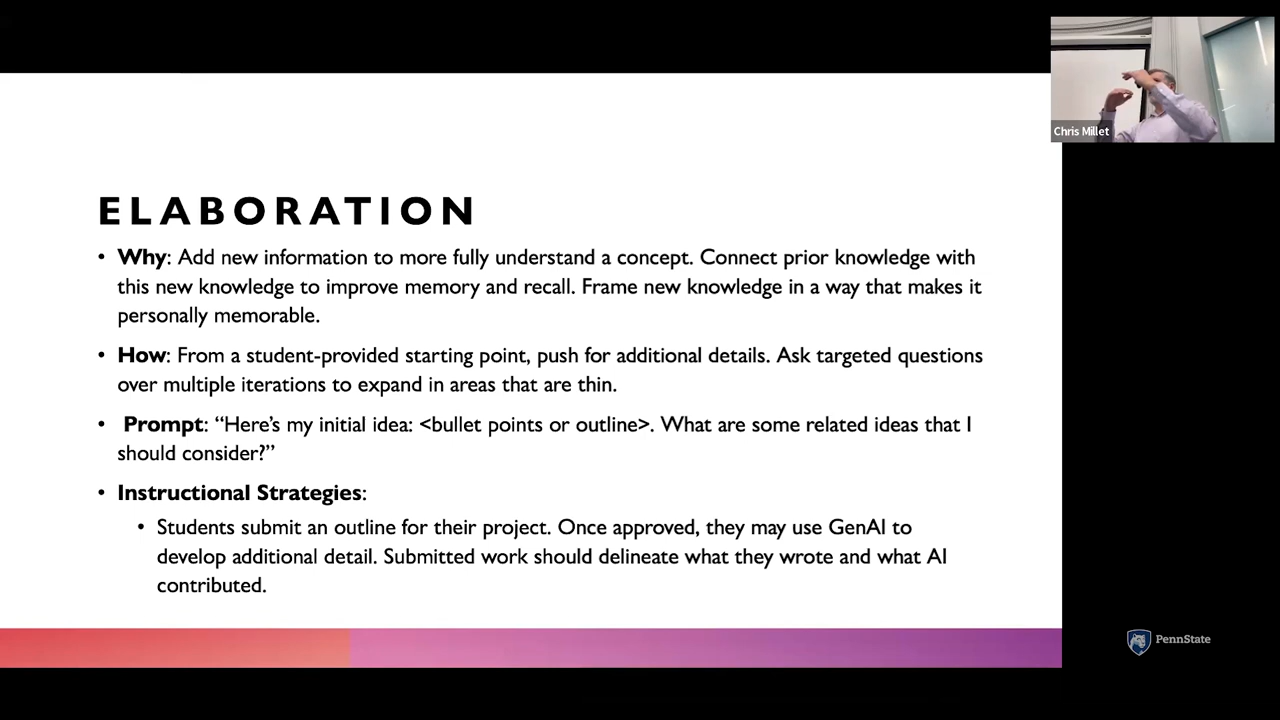 Chris Millet
ELABORATION
• Why: Add new information to more fully understand a concept. Connect prior knowledge with
this new knowledge to improve memory and recall. Frame new knowledge in a way that makes it
personally memorable.
• How: From a student-provided starting point, push for additional details. Ask targeted questions
over multiple iterations to expand in areas that are thin.
• Prompt: “Here’s my initial idea: <bullet points or outline>. What are some related ideas that I
should consider?”
• Instructional Strategies:
• Students submit an outline for their project. Once approved, they may use GenAI to
develop additional detail. Submitted work should delineate what they wrote and what AI
contributed.
PennState